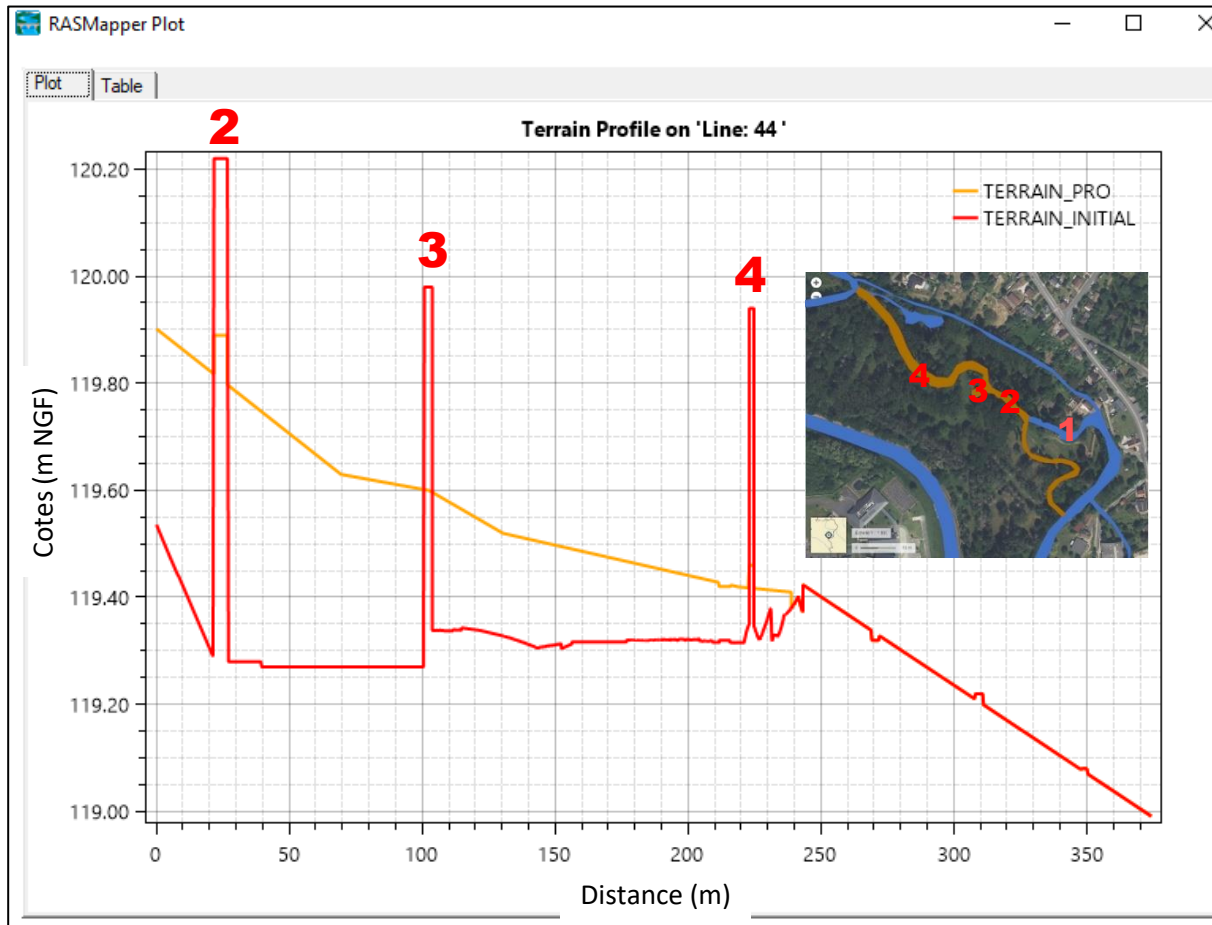 RASMapper Plot
Plot Table
Terrain Profile on 'Line: 44 '
2
3
4
TERRAIN_PRO
TERRAIN_INITIAL
120.20
120.00
119.80
119.60
119.40
119.20
119.00
Cotes (m NGF)
4
3
2
1
0 50 100 150 200 250 300 350
Distance (m)